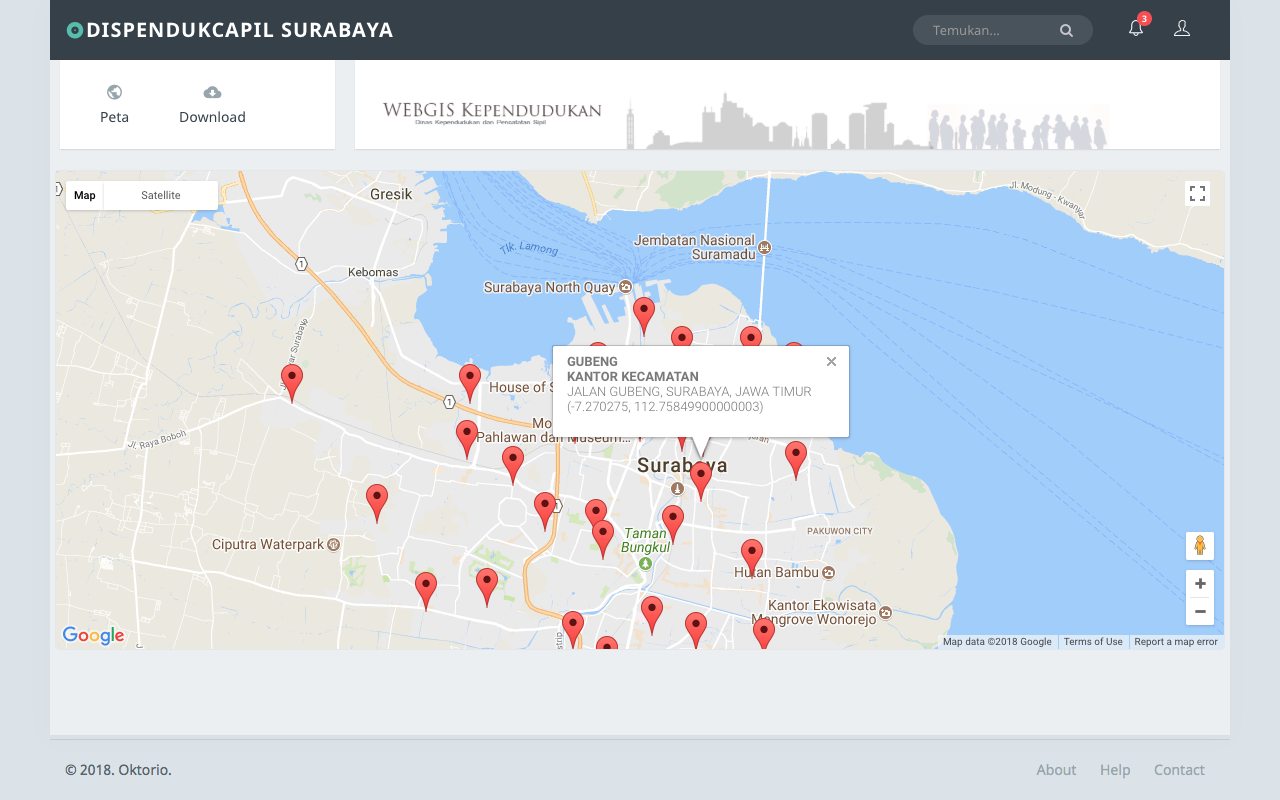 DISPENDUKCAPIL SURABAYA
Temukan...
3
Peta
Download
WEBGIS KEPENDUDUKAN
Dinas Kependudukan dan Pencatatan Sipil
Map
Satellite
Gresik
Jl. Modung - Kwanyar
Jembatan Nasional
Suramadu
Tlk. Lamong
1
Kebomas
Surabaya North Quay
GUBENG
KANTOR KECAMATAN
JALAN GUBENG, SURABAYA, JAWA TIMUR
(-7.270275, 112.75849900000003)
House of S
1
Jl. Raya Boboh
Pahlawan dan Museum...
Surabaya
1
PAKUWON CITY
Taman
Bungkul
Ciputra Waterpark
Hutan Bambu
Kantor Ekowisata
Mangrove Wonorejo
Google
Map data ©2018 Google
Terms of Use
Report a map error
© 2018. Oktorio.
About
Help
Contact